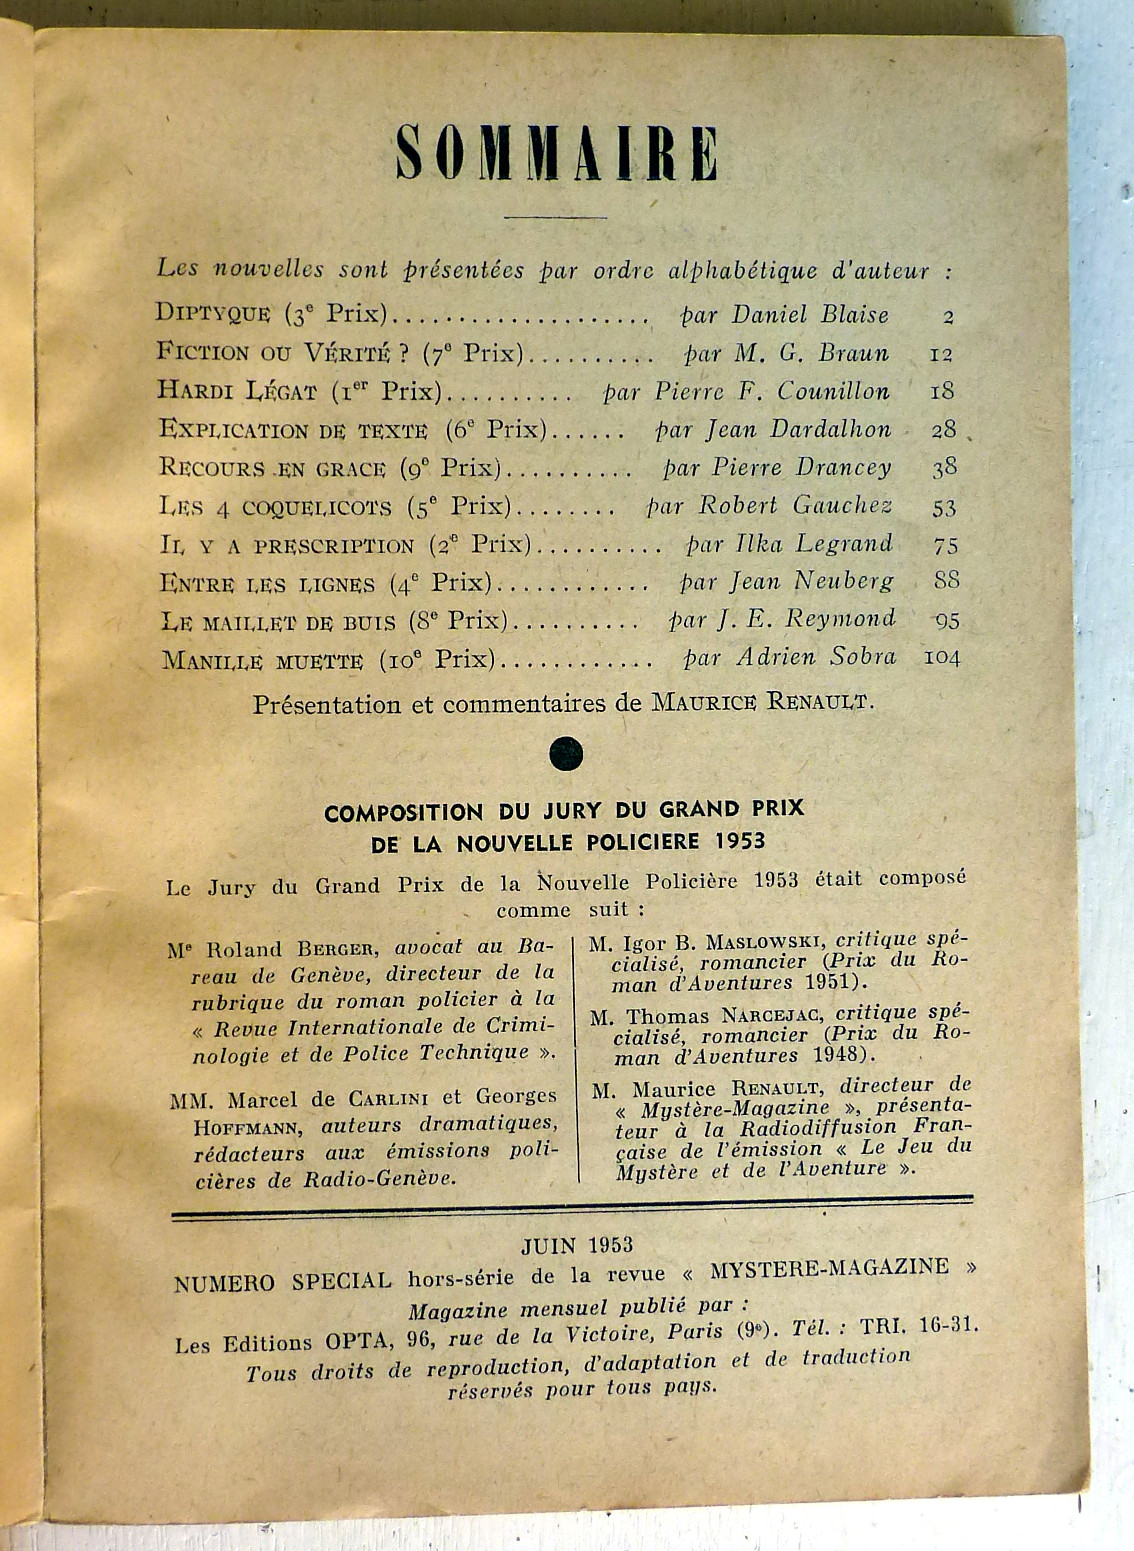 SOMMAIRE
Les nouvelles sont présentées par ordre alphabétique d'auteur :
DIPTYQUE (3e Prix)..................... par Daniel Blaise 2
FICTION OU VÉRITÉ ? (7e Prix).......... par M. G. Braun 12
HARDI LÉGAT (1er Prix).......... par Pierre F. Counillon 18
EXPLICATION DE TEXTE (6e Prix)...... par Jean Dardalhon 28
RECOURS EN GRACE (9e Prix).......... par Pierre Drancey 38
LES 4 COQUELICOTS (5e Prix)........ par Robert Gauchez 53
IL Y A PRESCRIPTION (2e Prix).......... par Ilka Legrand 75
ENTRE LES LIGNES (4e Prix)............ par Jean Neuberg 88
LE MAILLET DE BUIS (8e Prix).......... par J. E. Reymond 95
MANILLE MUETTE (10e Prix)............ par Adrien Sobra 104
Présentation et commentaires de MAURICE RENAULT.
COMPOSITION DU JURY DU GRAND PRIX
DE LA NOUVELLE POLICIERE 1953
Le Jury du Grand Prix de la Nouvelle Policière 1953 était composé
comme suit :
Me Roland BERGER, avocat au Ba-
reau de Genève, directeur de la
rubrique du roman policier à la
« Revue Internationale de Crimi-
nologie et de Police Technique ».
MM. Marcel de CARLINI et Georges
HOFFMANN, auteurs dramatiques,
rédacteurs aux émissions poli-
cières de Radio-Genève.
M. Igor B. MASLOWSKI, critique spé-
cialisé, romancier (Prix du Ro-
man d'Aventures 1951).
M. Thomas NARCEJAC, critique spé-
cialisé, romancier (Prix du Ro-
man d'Aventures 1948).
M. Maurice RENAULT, directeur de
« Mystère-Magazine », présenta-
teur à la Radiodiffusion Fran-
çaise de l'émission « Le Jeu du
Mystère et de l'Aventure ».
JUIN 1953
NUMERO SPECIAL hors-série de la revue « MYSTERE-MAGAZINE »
Magazine mensuel publié par :
Les Editions OPTA, 96, rue de la Victoire, Paris (9e). Tél. : TRI. 16-31.
Tous droits de reproduction, d'adaptation et de traduction
réservés pour tous pays.